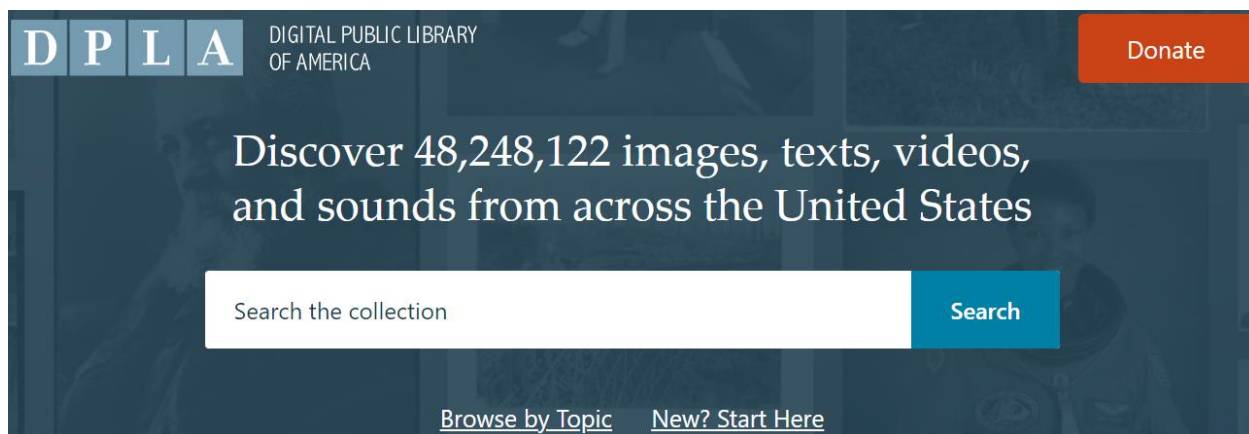 D P L A
DIGITAL PUBLIC LIBRARY
OF AMERICA
Donate
Discover 48,248,122 images, texts, videos,
and sounds from across the United States
Search the collection
Search
Browse by Topic
New? Start Here